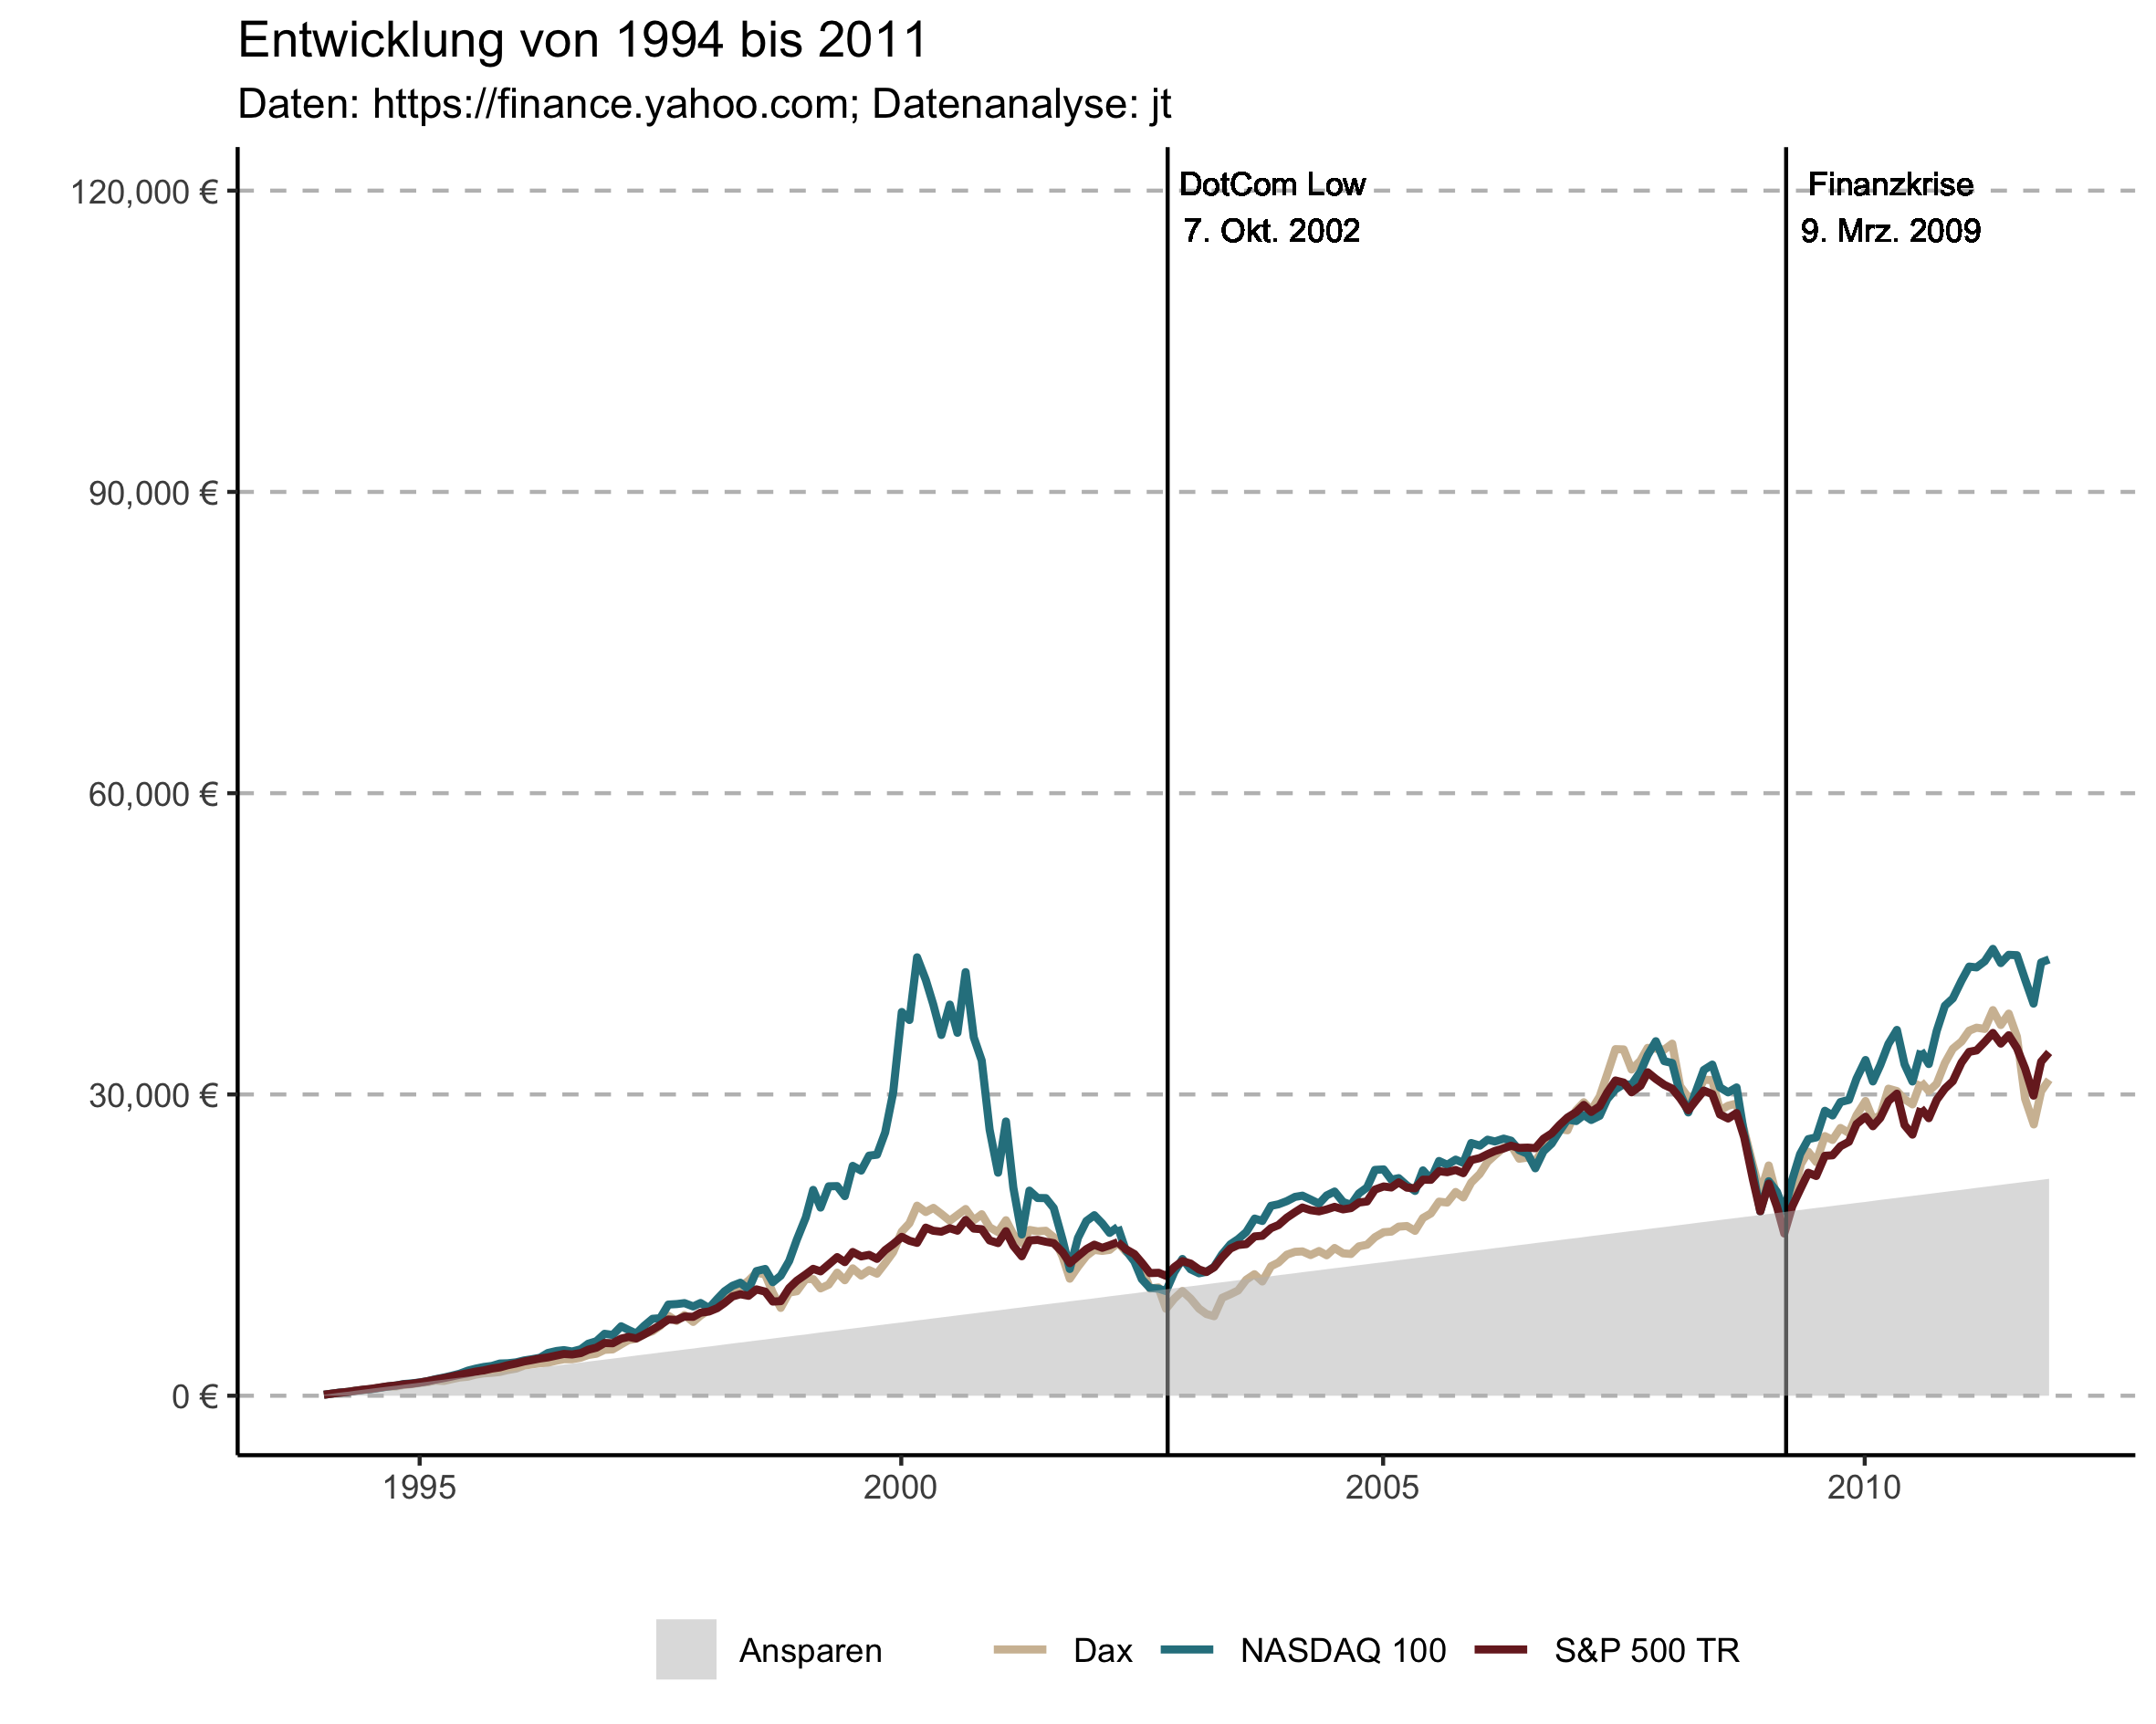 Entwicklung von 1994 bis 2011
Daten: https://finance.yahoo.com; Datenanalyse: jt
120,000 €
90,000 €
60,000 €
30,000 €
0 €
DotCom Low
7. Okt. 2002
Finanzkrise
9. Mrz. 2009
1995
2000
2005
2010
Ansparen
Dax
NASDAQ 100
S&P 500 TR